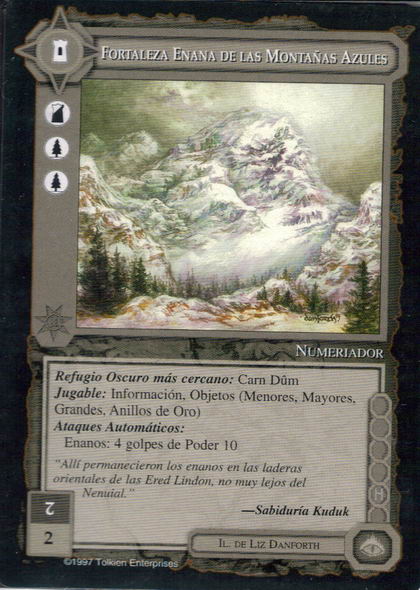 FORTALEZA ENANA DE LAS MONTAÑAS AZULES
danforth97
NUMERIADOR
Refugio Oscuro más cercano: Carn Dûm
Jugable: Información, Objetos (Menores, Mayores,
Grandes, Anillos de Oro)
Ataques Automáticos:
Enanos: 4 golpes de Poder 10
"Allí permanecieron los enanos en las laderas
orientales de las Ered Lindon, no muy lejos del
Nenuial."
—Sabiduría Kuduk
H
2
IL. DE LIZ DANFORTH
©1997 Tolkien Enterprises